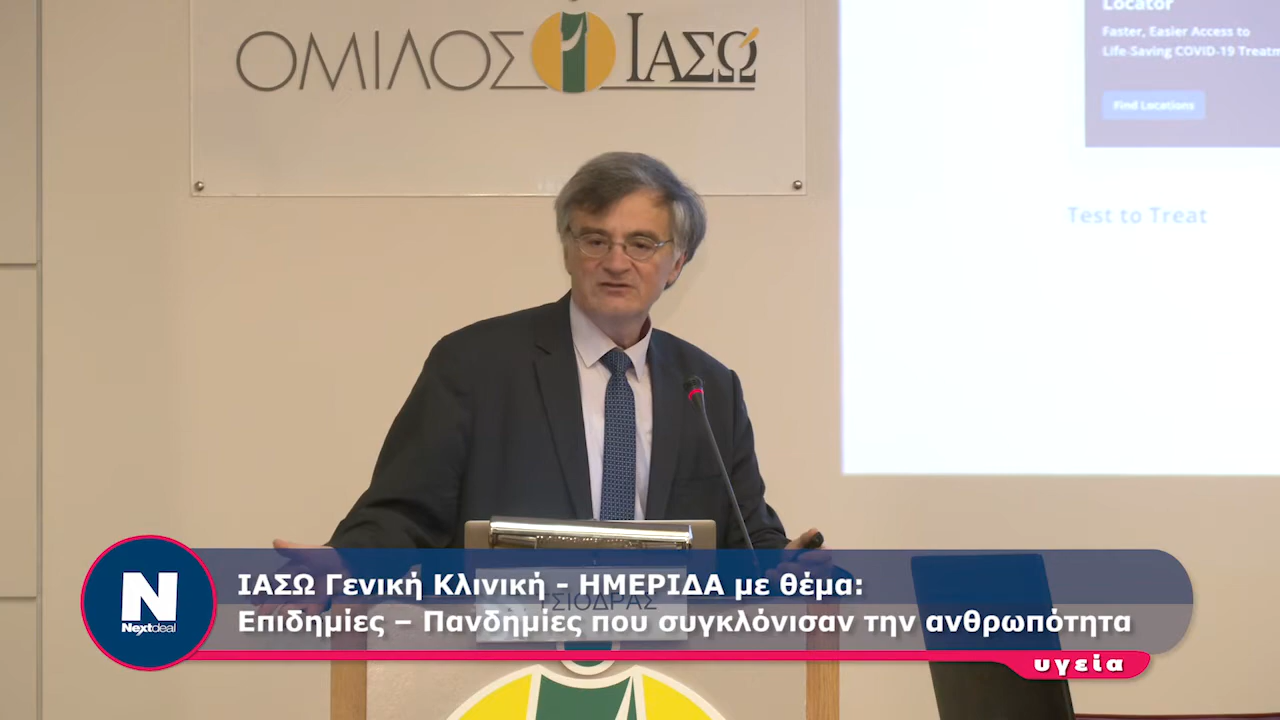 ΟΜΙΛΟΣ ΙΑΣΩ
Locator
Faster, Easier Access to
Life-Saving COVID-19 Treatm
Find Locations
Test to Treat
ΤΣΙΟΔΡΑΣ
N
Nextdeal
ΙΑΣΩ Γενική Κλινική - ΗΜΕΡΙΔΑ με θέμα:
Επιδημίες – Πανδημίες που συγκλόνισαν την ανθρωπότητα
υγεία